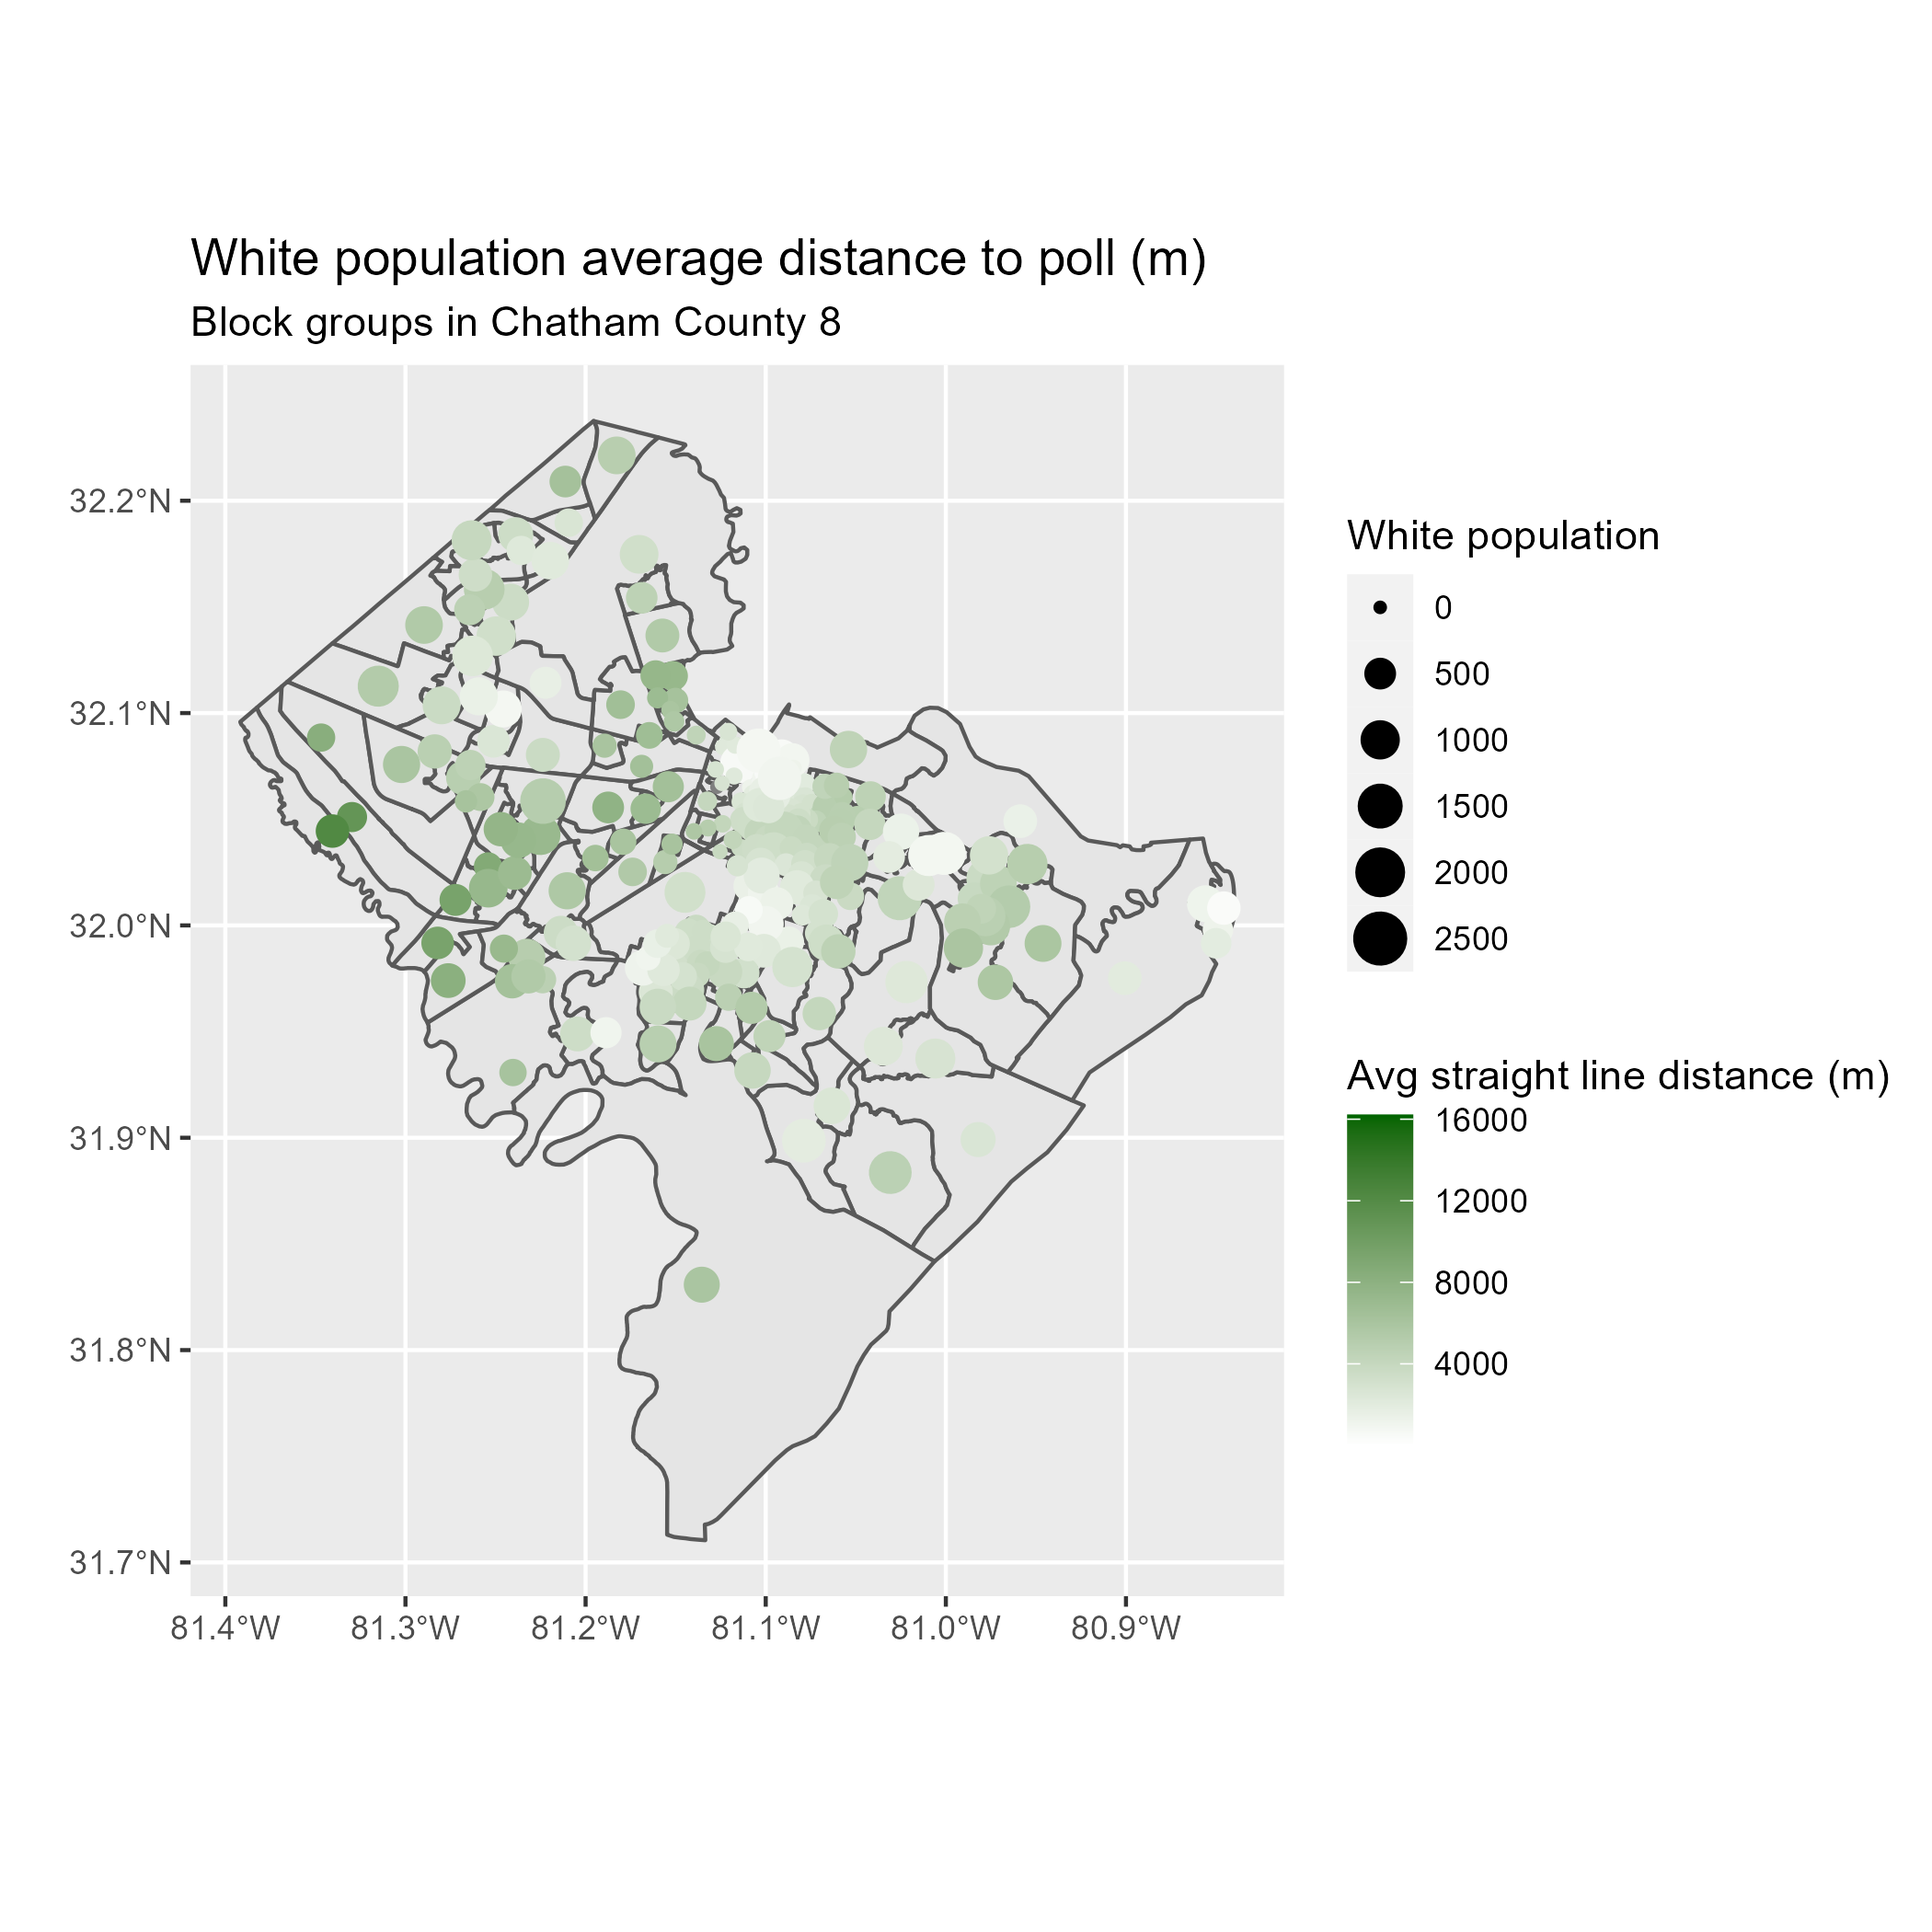 White population average distance to poll (m)
Block groups in Chatham County 8
32.2°N
32.1°N
32.0°N
31.9°N
31.8°N
31.7°N
81.4°W 81.3°W 81.2°W 81.1°W 81.0°W 80.9°W
White population
0
500
1000
1500
2000
2500
Avg straight line distance (m)
16000
12000
8000
4000